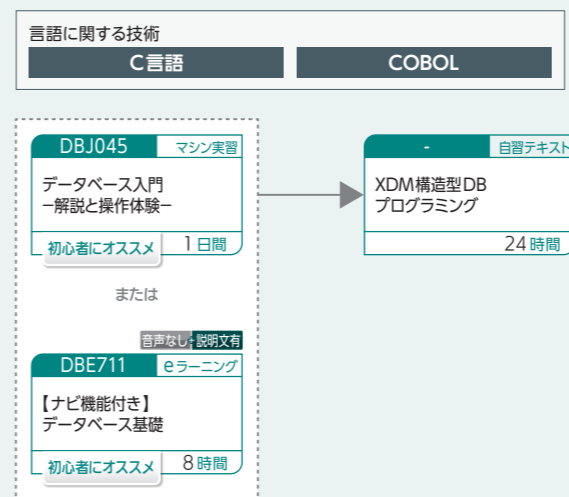 言語に関する技術
C言語
COBOL
DBJ045
マシン実習
データベース入門
−解説と操作体験−
初心者にオススメ
1日間
-
自習テキスト
XDM構造型DB
プログラミング
24時間
または
音声なし・説明文有
DBE711
eラーニング
【ナビ機能付き】
データベース基礎
初心者にオススメ
8時間